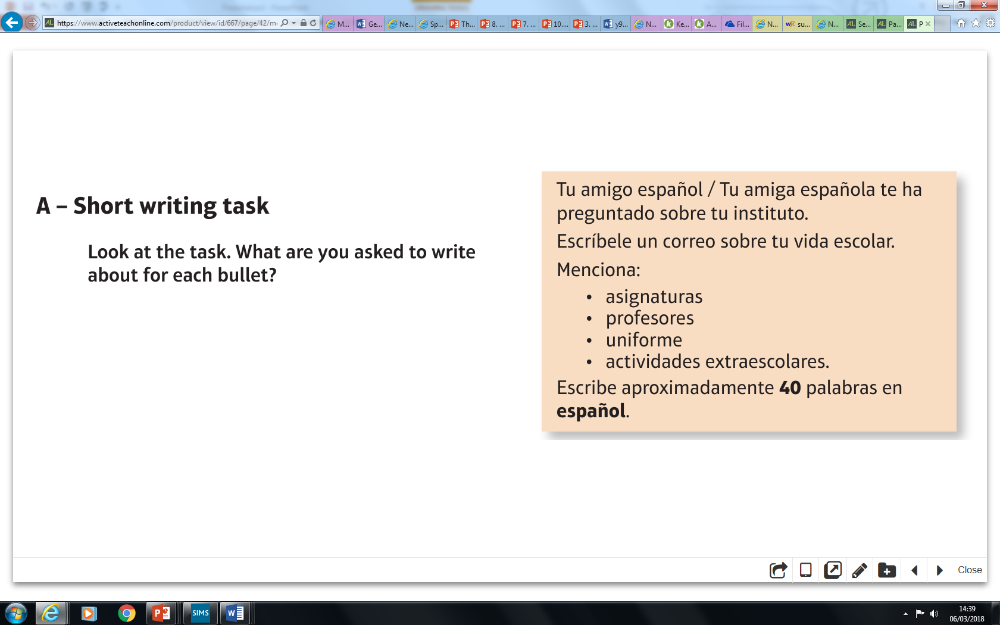 https://www.activeteachonline.com/product/view/id/667/page/42/m
M...
Ge...
Ne...
Sp...
Th...
8. ...
7. ...
10....
3. ...
y9...
N...
Ke...
A...
Fil...
N...
su...
N...
Se...
Pa...
P
A – Short writing task
Look at the task. What are you asked to write
about for each bullet?
Tu amigo español / Tu amiga española te ha
preguntado sobre tu instituto.
Escríbele un correo sobre tu vida escolar.
Menciona:
• asignaturas
• profesores
• uniforme
• actividades extraescolares.
Escribe aproximadamente 40 palabras en
español.
Close
SIMS
14:39
06/03/2018